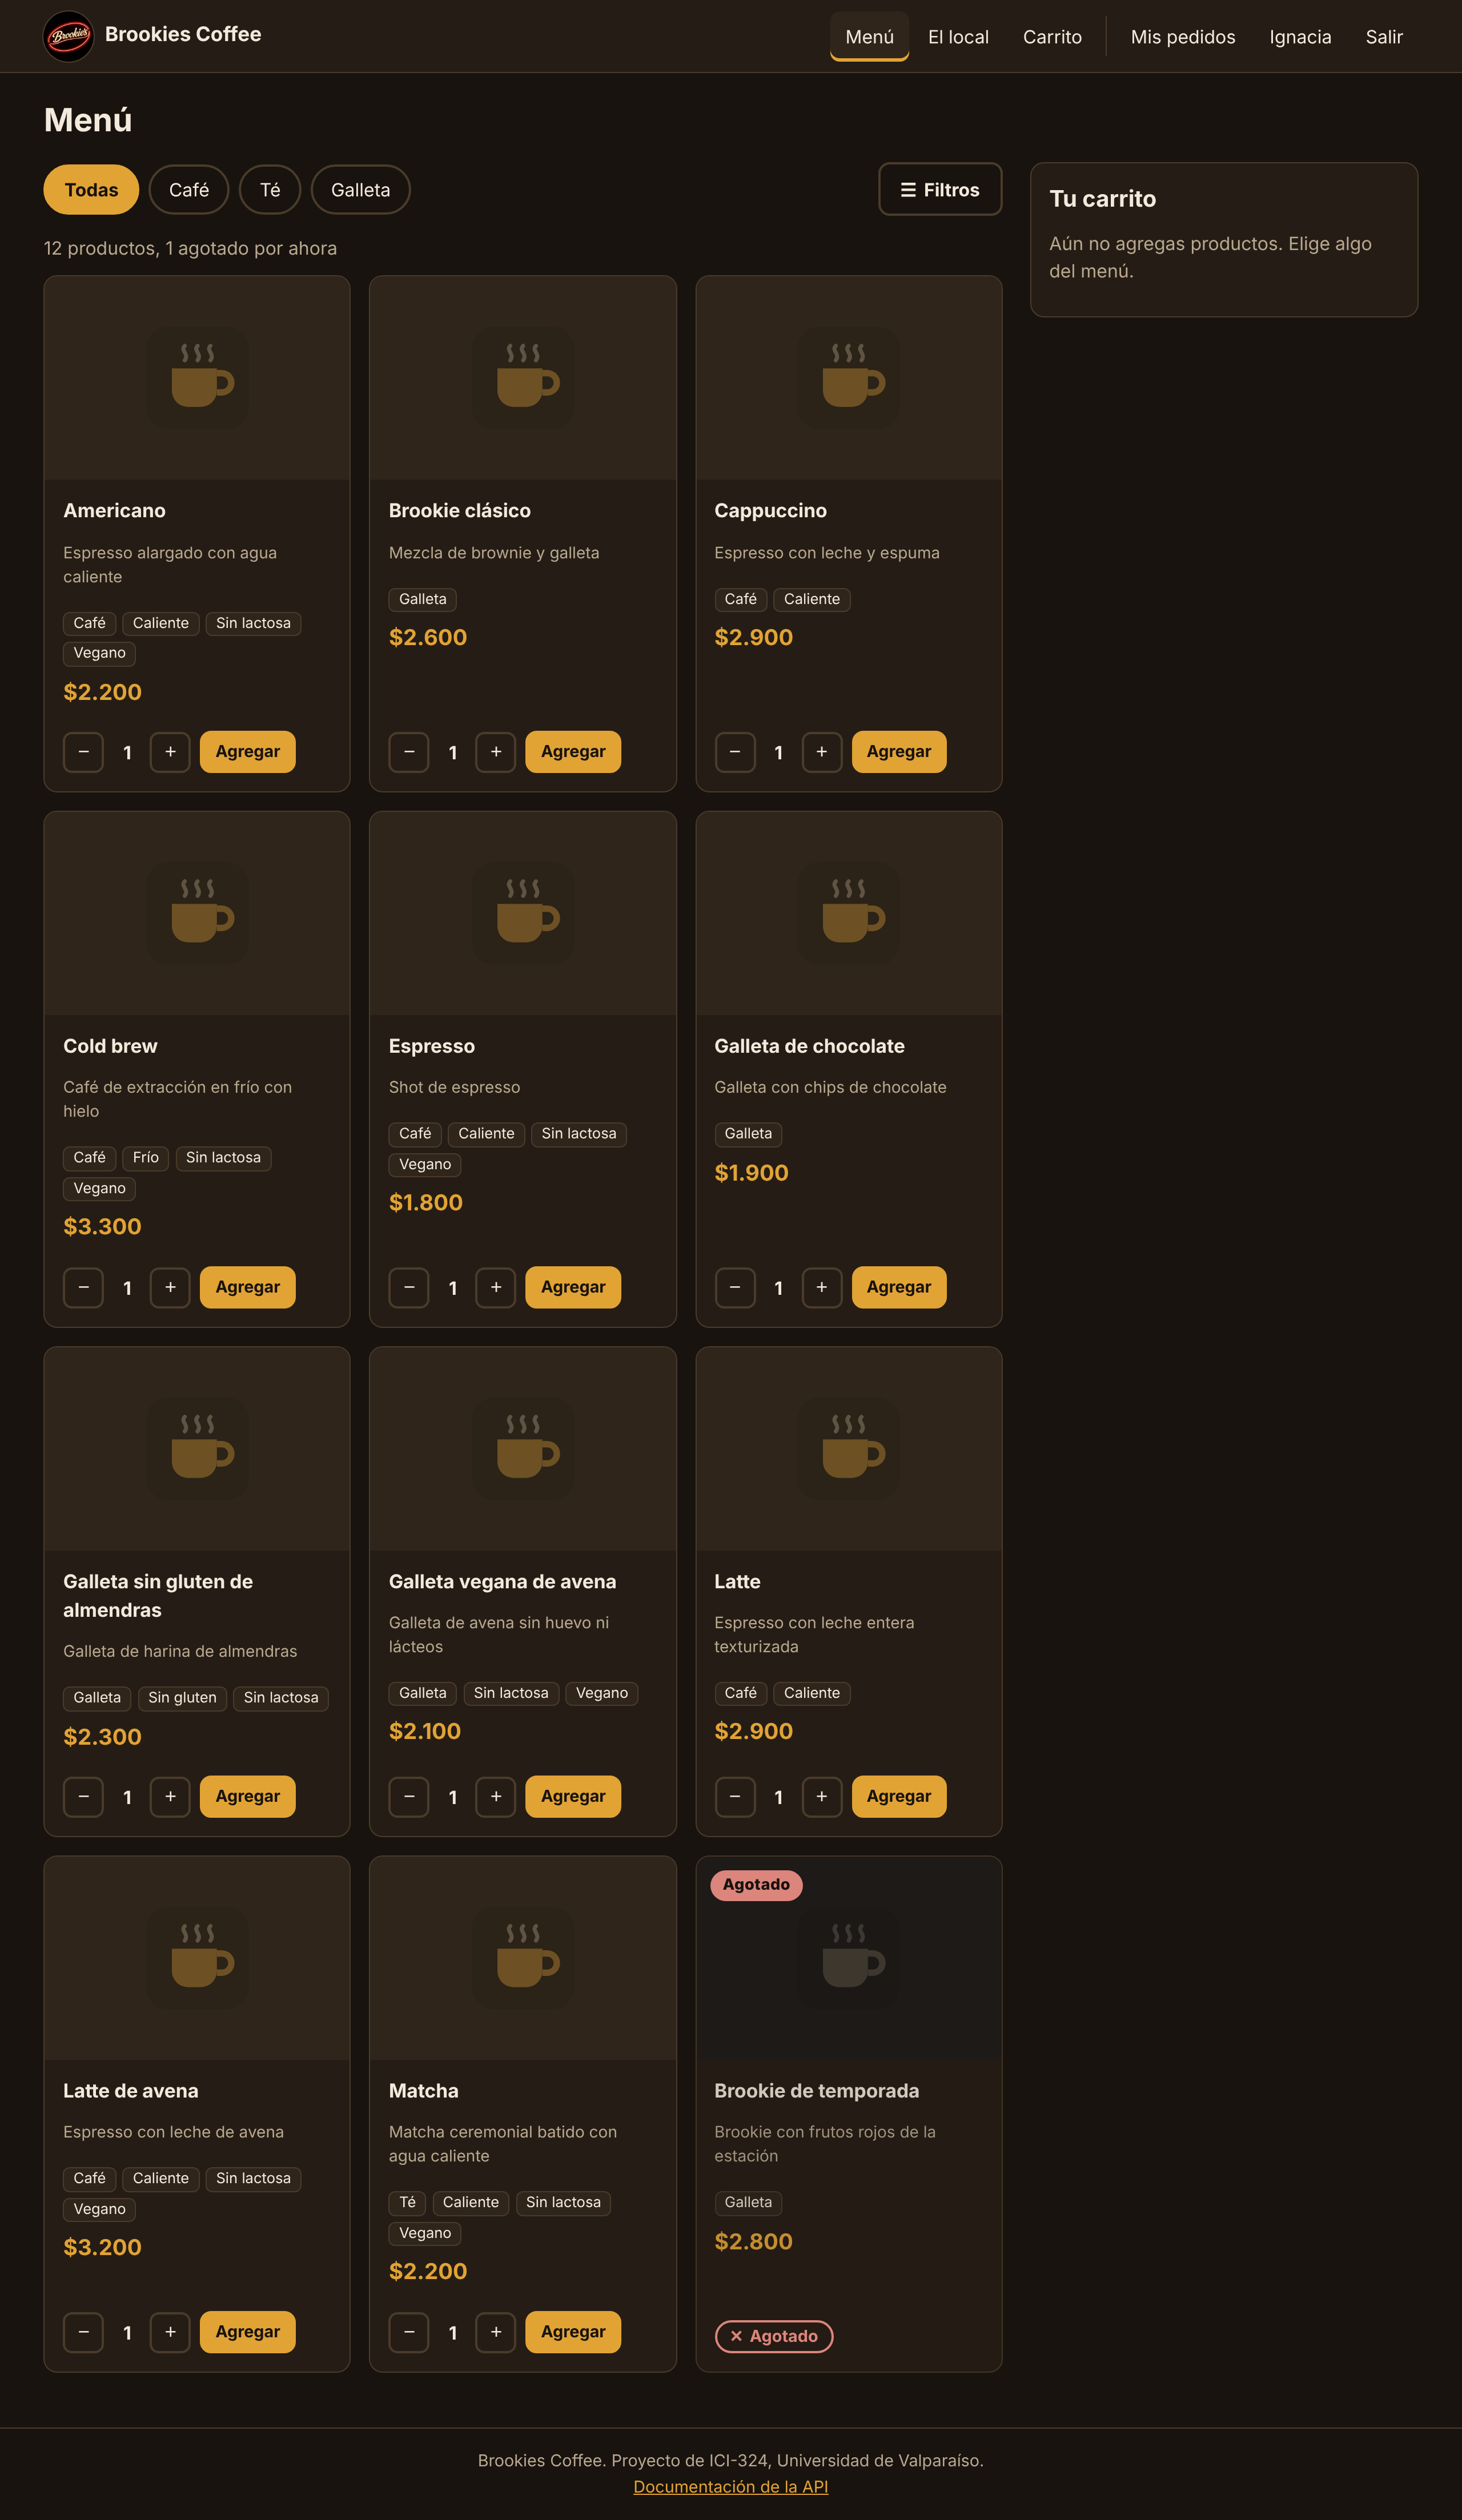 Brookies
Brookies Coffee
Menú
El local
Carrito
Mis pedidos
Ignacia
Salir
Menú
Todas
Café
Té
Galleta
☰ Filtros
12 productos, 1 agotado por ahora
Tu carrito
Aún no agregas productos. Elige algo
del menú.
Americano
Espresso alargado con agua
caliente
Café Caliente Sin lactosa
Vegano
$2.200
− 1 + Agregar
Brookie clásico
Mezcla de brownie y galleta
Galleta
$2.600
− 1 + Agregar
Cappuccino
Espresso con leche y espuma
Café Caliente
$2.900
− 1 + Agregar
Cold brew
Café de extracción en frío con
hielo
Café Frío Sin lactosa
Vegano
$3.300
− 1 + Agregar
Espresso
Shot de espresso
Café Caliente Sin lactosa
Vegano
$1.800
− 1 + Agregar
Galleta de chocolate
Galleta con chips de chocolate
Galleta
$1.900
− 1 + Agregar
Galleta sin gluten de
almendras
Galleta de harina de almendras
Galleta Sin gluten Sin lactosa
$2.300
− 1 + Agregar
Galleta vegana de avena
Galleta de avena sin huevo ni
lácteos
Galleta Sin lactosa Vegano
$2.100
− 1 + Agregar
Latte
Espresso con leche entera
texturizada
Café Caliente
$2.900
− 1 + Agregar
Latte de avena
Espresso con leche de avena
Café Caliente Sin lactosa
Vegano
$3.200
− 1 + Agregar
Matcha
Matcha ceremonial batido con
agua caliente
Té Caliente Sin lactosa
Vegano
$2.200
− 1 + Agregar
Agotado
Brookie de temporada
Brookie con frutos rojos de la
estación
Galleta
$2.800
✕ Agotado
Brookies Coffee. Proyecto de ICI-324, Universidad de Valparaíso.
Documentación de la API